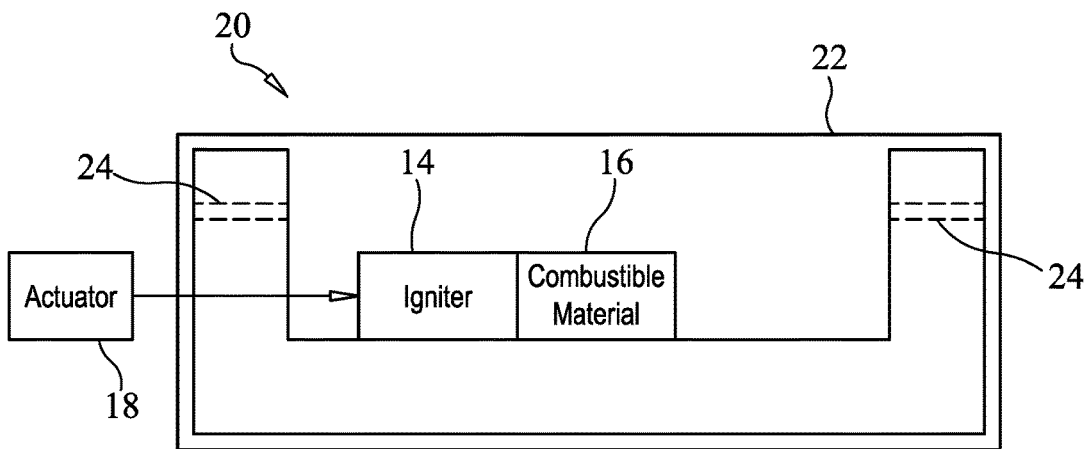 20
22
24
14
16
24
Actuator
Igniter
Combustible
Material
18